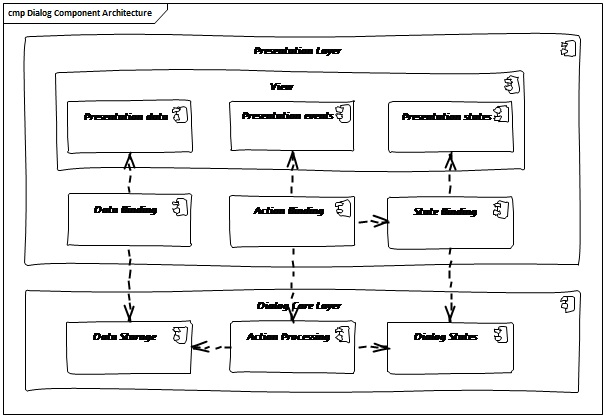 cmp Dialog Component Architecture
Presentation Layer
View
Presentation data
Presentation events
Presentation states
Data Binding
Action Binding
State Binding
Dialog Core Layer
Data Storage
Action Processing
Dialog States